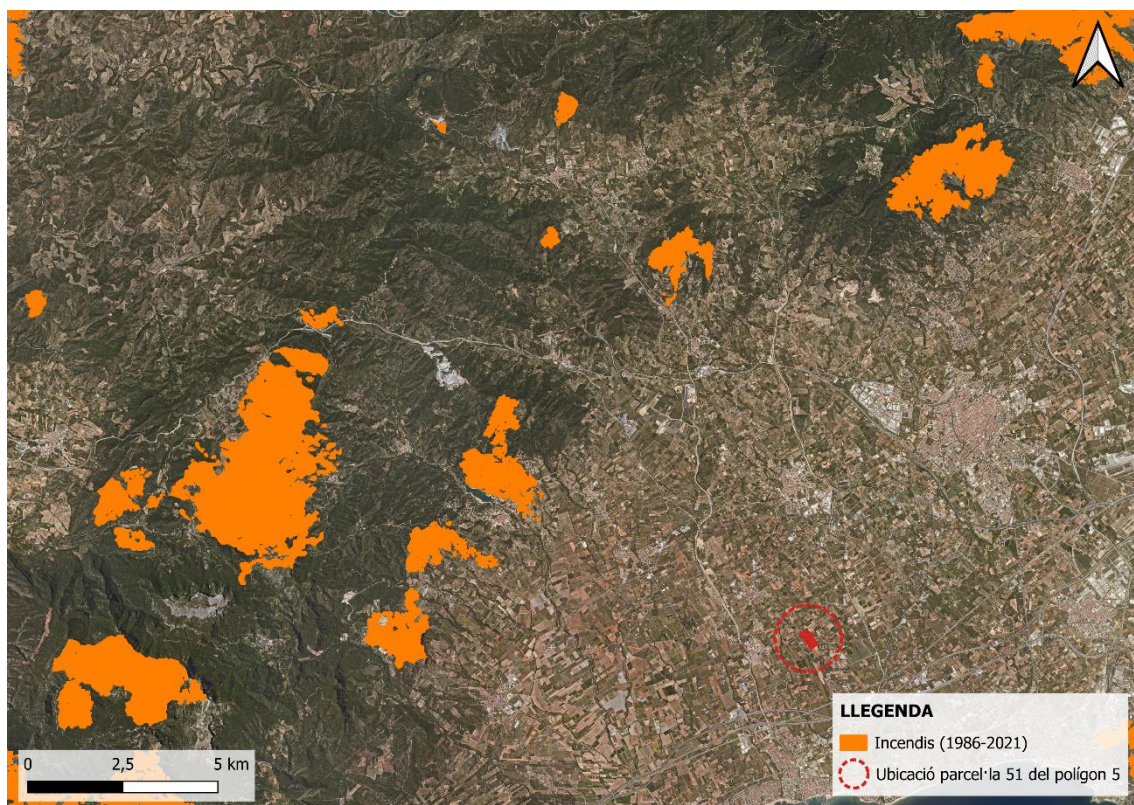 LLEGENDA
Incendis (1986-2021)
Ubicació parcel·la 51 del polígon 5
0 2,5 5 km